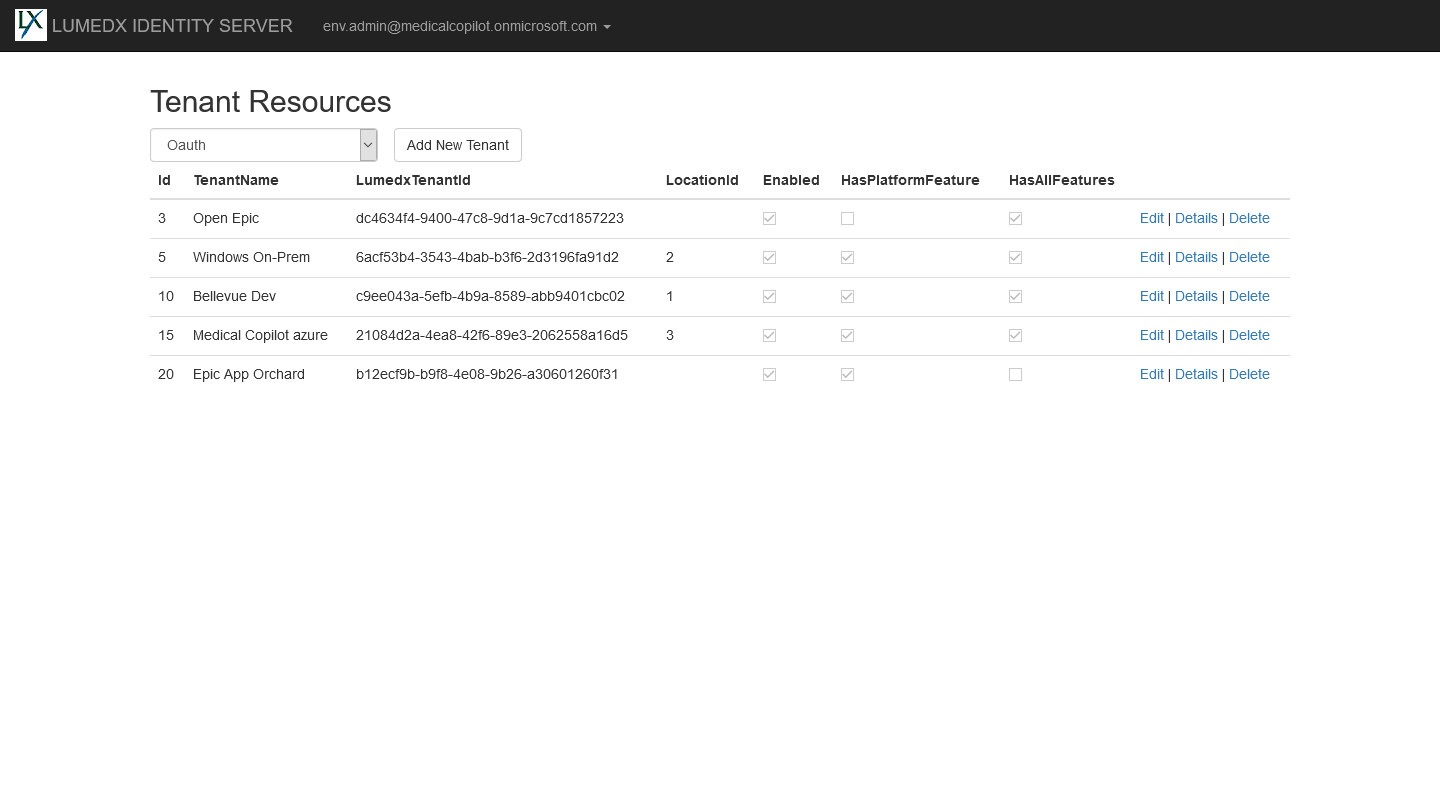 LX LUMEDX IDENTITY SERVER env.admin@medicalcopilot.onmicrosoft.com
Tenant Resources
Oauth Add New Tenant
Id TenantName LumedxTenantId LocationId Enabled HasPlatformFeature HasAllFeatures
3 Open Epic dc4634f4-9400-47c8-9d1a-9c7cd1857223 Edit | Details | Delete
5 Windows On-Prem 6acf53b4-3543-4bab-b3f6-2d3196fa91d2 2 Edit | Details | Delete
10 Bellevue Dev c9ee043a-5efb-4b9a-8589-abb9401cbc02 1 Edit | Details | Delete
15 Medical Copilot azure 21084d2a-4ea8-42f6-89e3-2062558a16d5 3 Edit | Details | Delete
20 Epic App Orchard b12ecf9b-b9f8-4e08-9b26-a30601260f31 Edit | Details | Delete